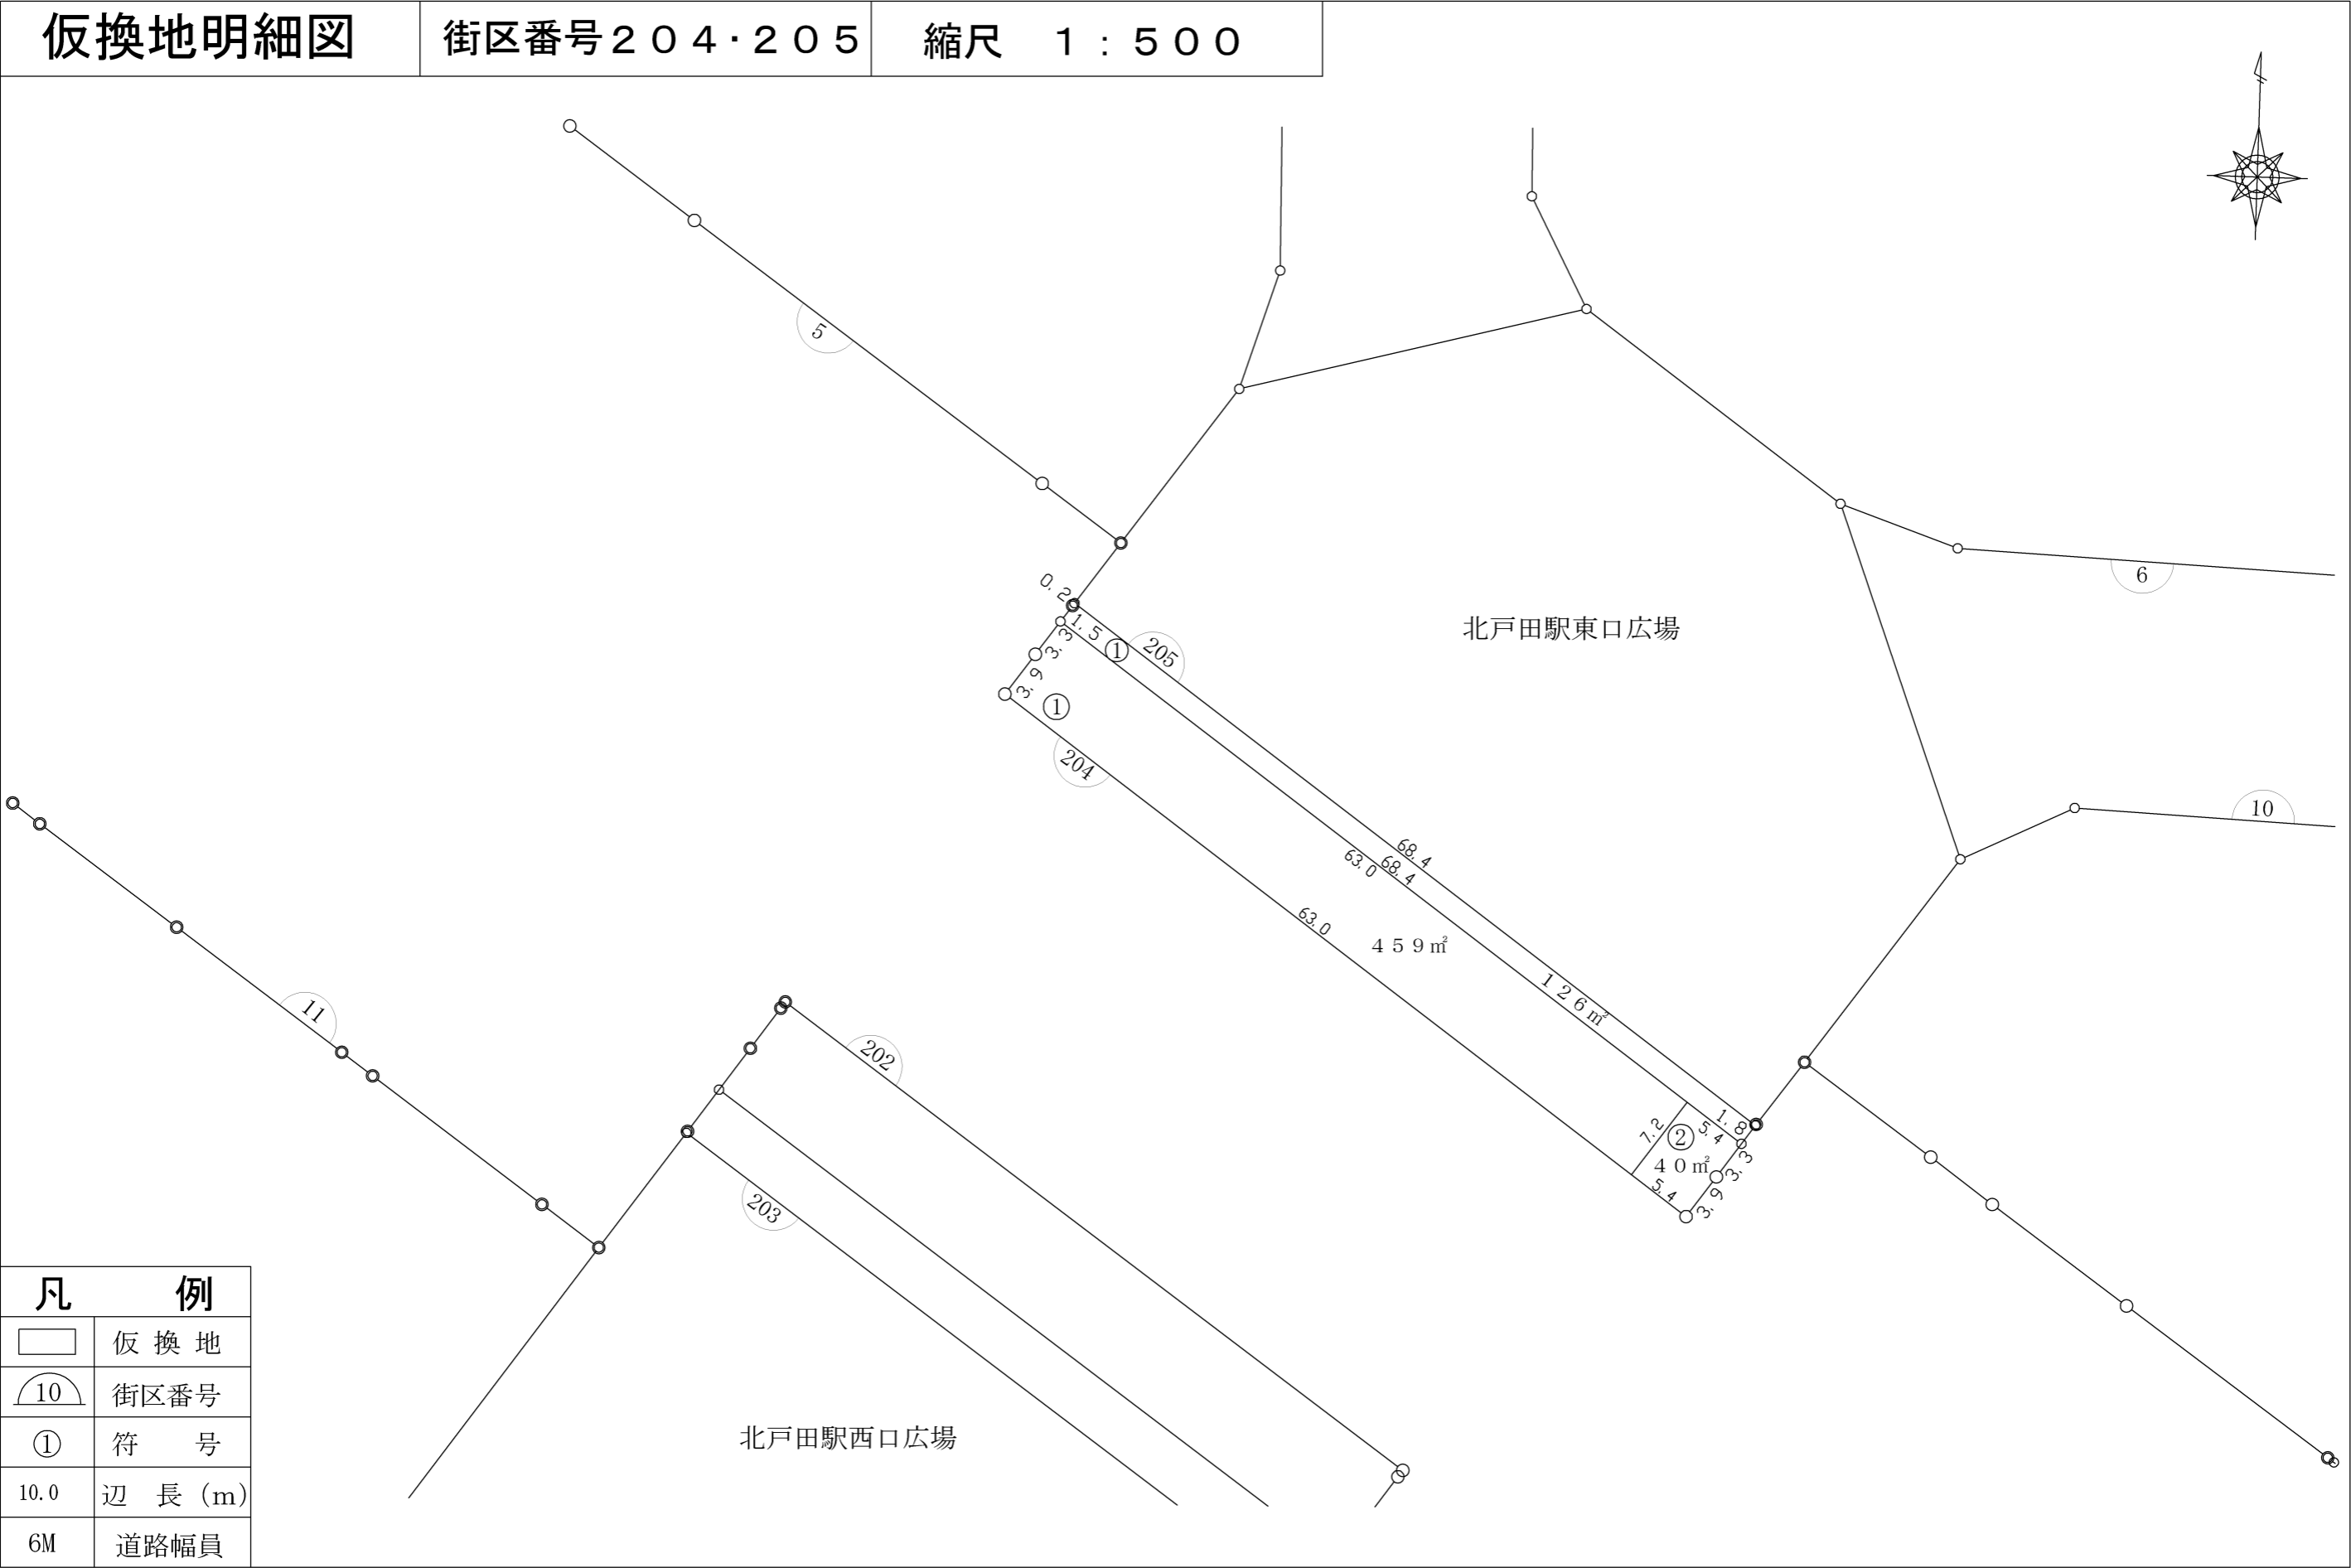 仮換地明細図
街区番号２０４・２０５
縮尺　１：５００
5
6
10
北戸田駅東口広場
0.2
1.5
①
205
3.3
3.9
①
204
68.4
63.0
68.4
63.0
459㎡
126㎡
1.8
5.4
7.2
②
40㎡
3.3
3.9
5.4
11
202
203
北戸田駅西口広場
凡　例
仮換地
10 街区番号
① 符　号
10.0 辺　長（m）
6M 道路幅員